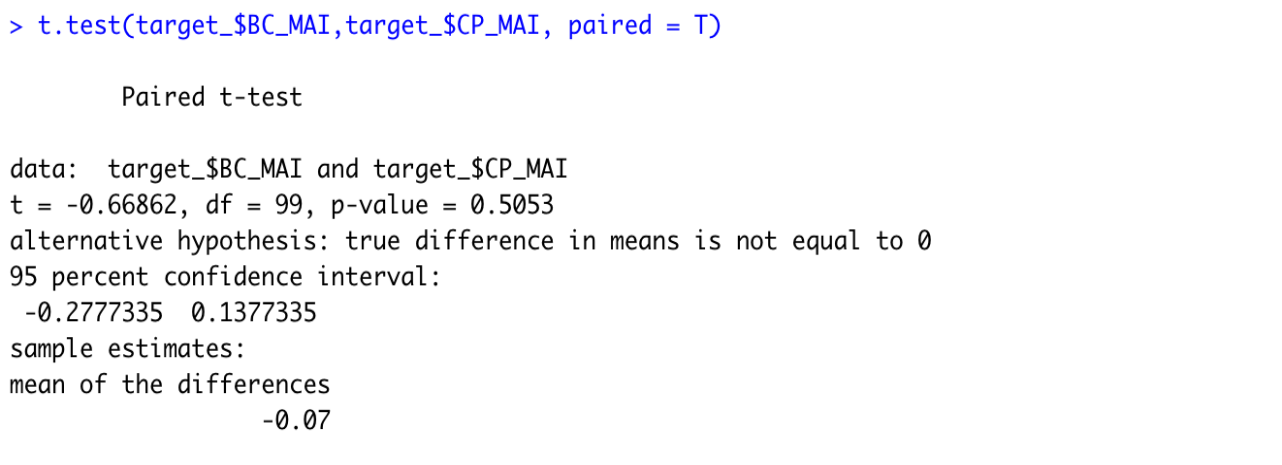 > t.test(target_$BC_MAI,target_$CP_MAI, paired = T)
Paired t-test
data:  target_$BC_MAI and target_$CP_MAI
t = -0.66862, df = 99, p-value = 0.5053
alternative hypothesis: true difference in means is not equal to 0
95 percent confidence interval:
 -0.2777335  0.1377335
sample estimates:
mean of the differences
-0.07